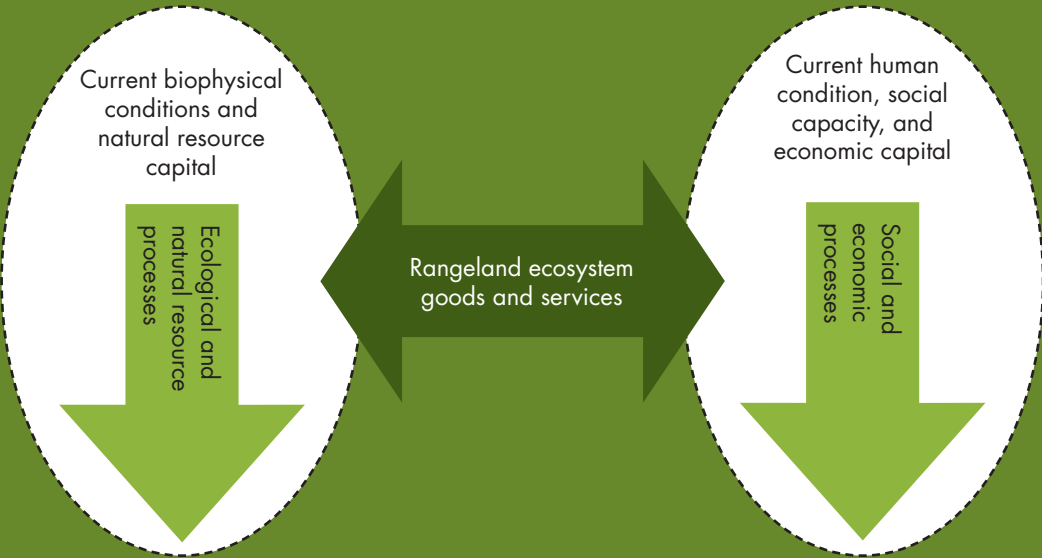 Current biophysical
conditions and
natural resource
capital
Ecological and
natural resource
processes
Rangeland ecosystem
goods and services
Current human
condition, social
capacity, and
economic capital
Social and
economic
processes